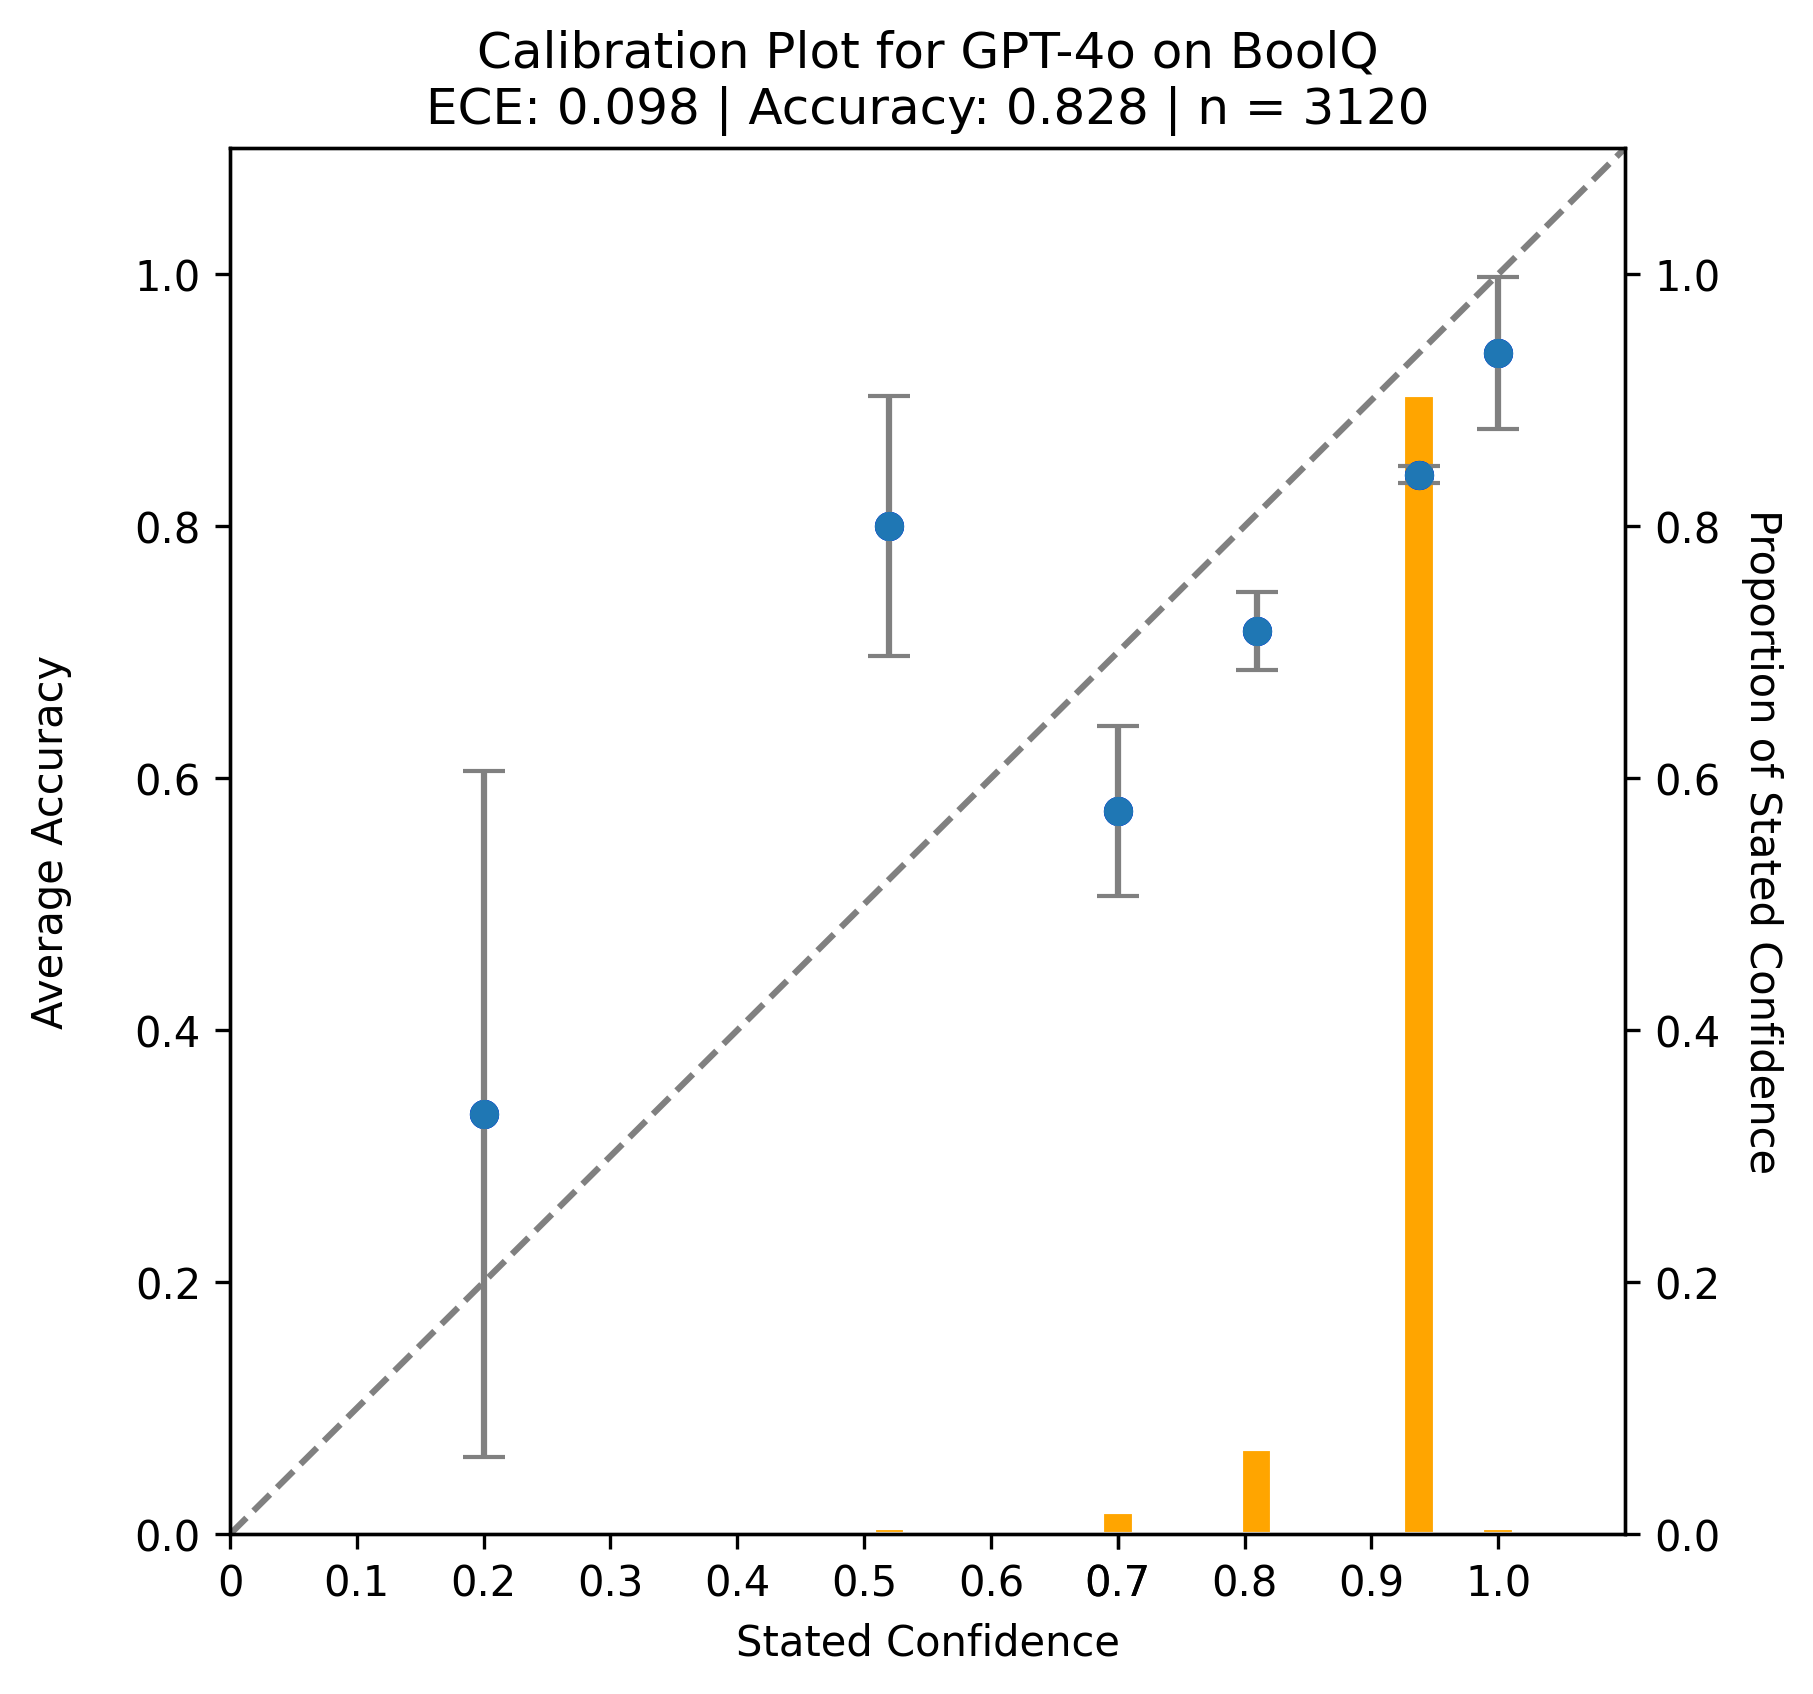 Calibration Plot for GPT-4o on BoolQ
ECE: 0.098 | Accuracy: 0.828 | n = 3120
Average Accuracy
1.0
0.8
0.6
0.4
0.2
0.0
1.0
0.8
0.6
0.4
0.2
0.0
Proportion of Stated Confidence
0 0.1 0.2 0.3 0.4 0.5 0.6 0.7 0.8 0.9 1.0
Stated Confidence